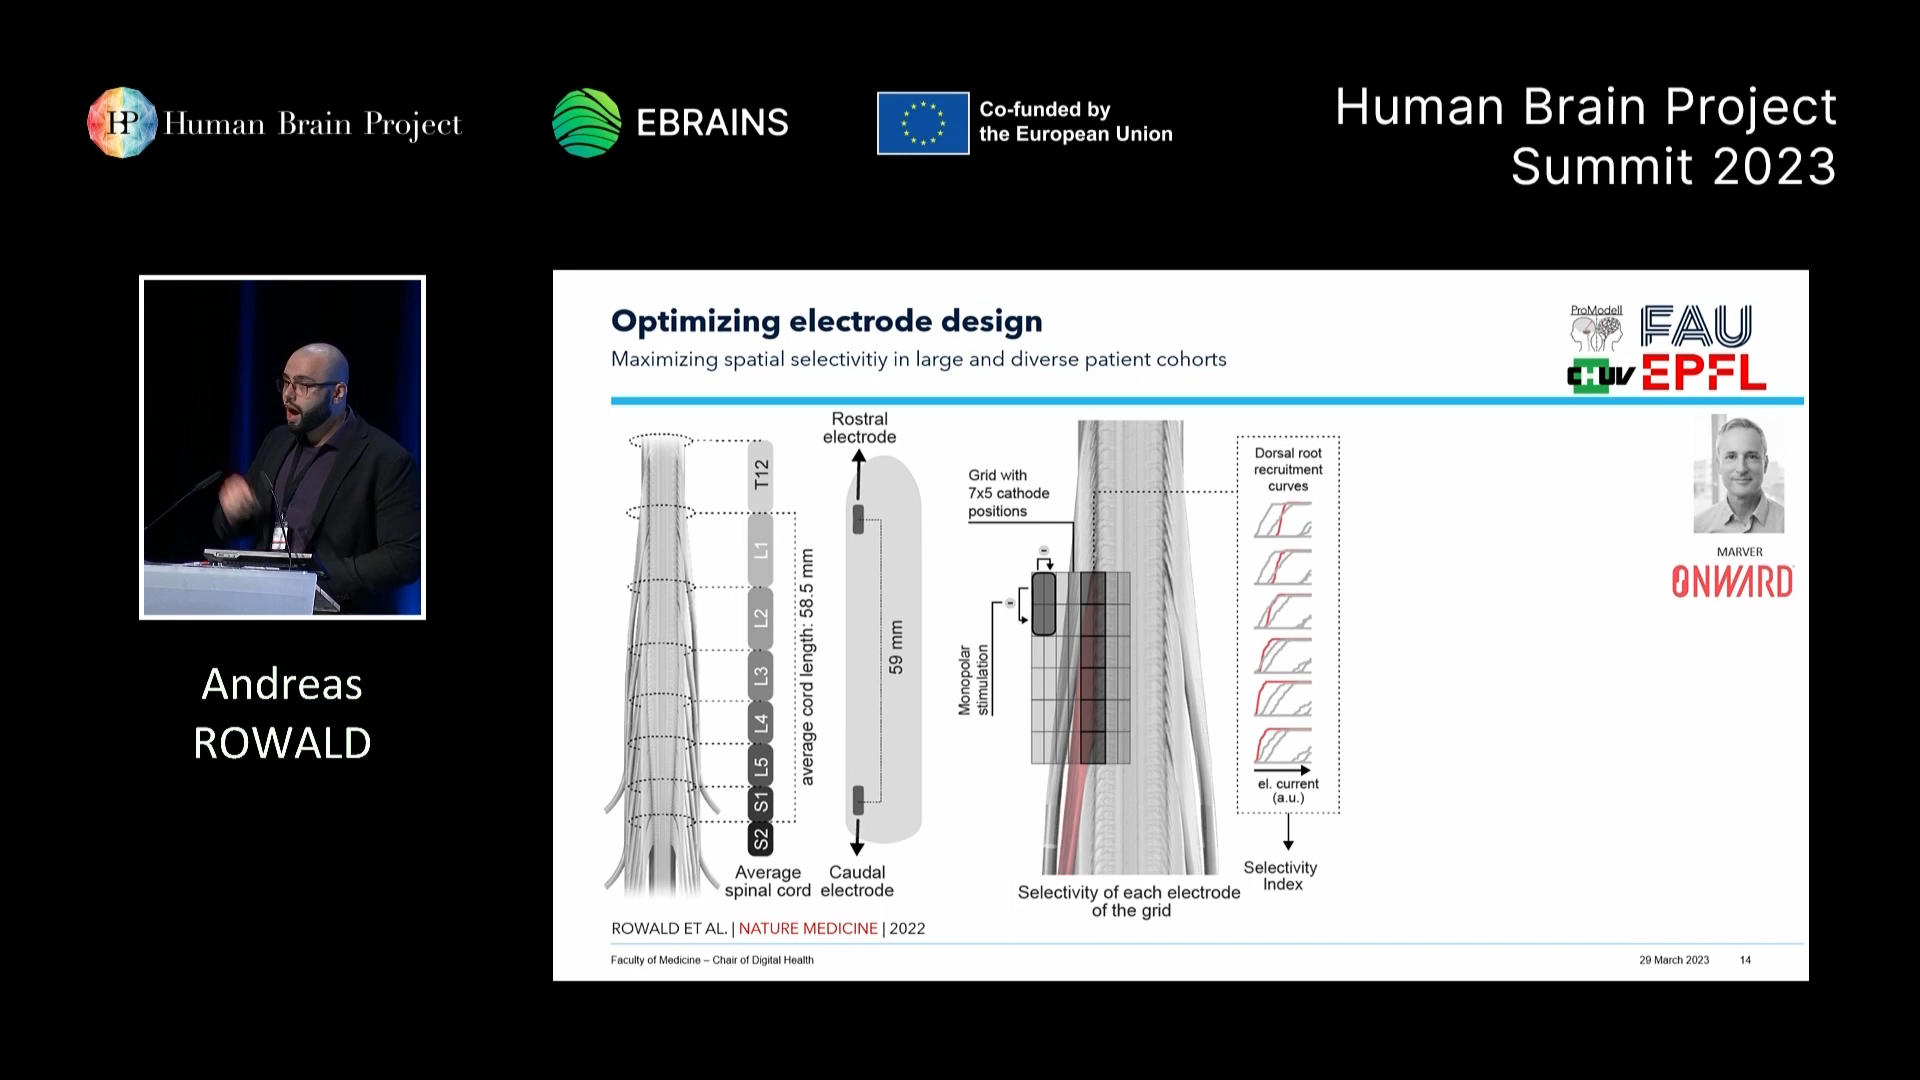 HP Human Brain Project
EBRAINS
Co-funded by
the European Union
Human Brain Project
Summit 2023
Andreas
ROWALD
Optimizing electrode design
Maximizing spatial selectivitiy in large and diverse patient cohorts
ProModell
FAU
CHUV
EPFL
T12
L1
L2
L3
L4
L5
S1
S2
average cord length: 58.5 mm
Average
spinal cord
Rostral
electrode
59 mm
Caudal
electrode
Grid with
7x5 cathode
positions
-
-
Monopolar
stimulation
Selectivity of each electrode
of the grid
Dorsal root
recruitment
curves
el. current
(a.u.)
Selectivity
Index
MARVER
ONWARD
ROWALD ET AL. | NATURE MEDICINE | 2022
Faculty of Medicine – Chair of Digital Health
29 March 2023
14